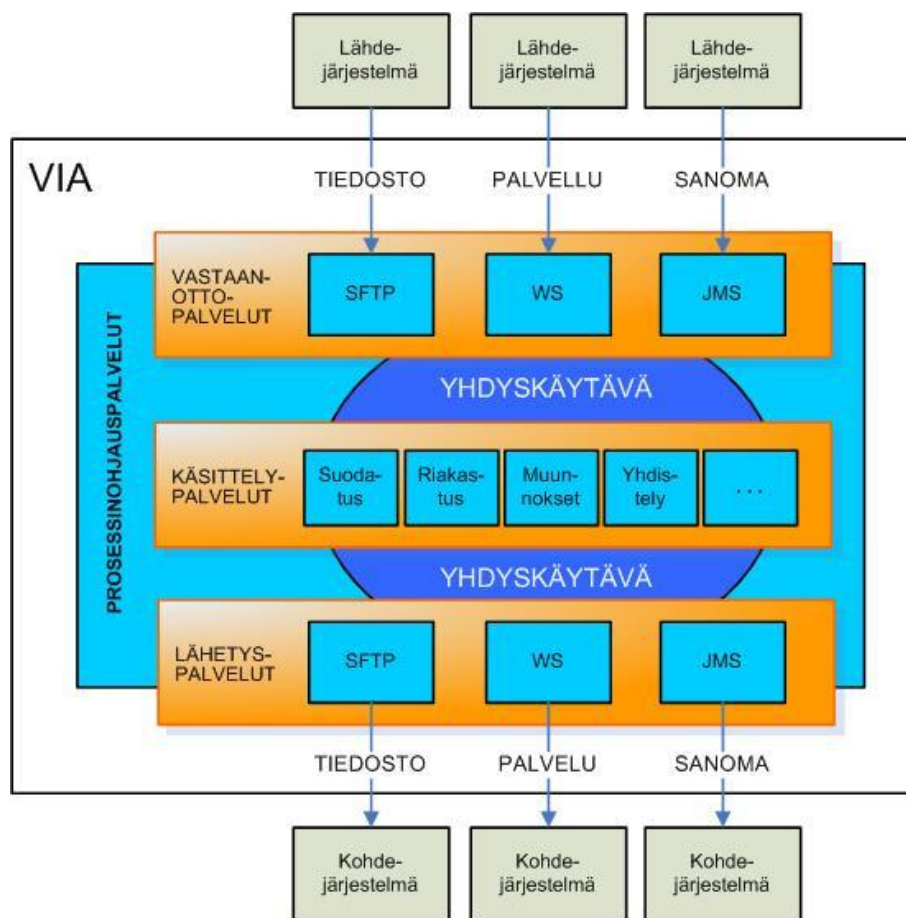 Lähde-
järjestelmä
Lähde-
järjestelmä
Lähde-
järjestelmä
VIA
TIEDOSTO
PALVELLU
SANOMA
PROSESSINOHJAUSPALVELUT
VASTAAN-
OTTO-
PALVELUT
SFTP
WS
JMS
YHDYSKÄYTÄVÄ
KÄSITTELY-
PALVELUT
Suoda-
tus
Riakas-
tus
Muun-
nokset
Yhdis-
tely
...
YHDYSKÄYTÄVÄ
LÄHETYS-
PALVELUT
SFTP
WS
JMS
TIEDOSTO
PALVELU
SANOMA
Kohde-
järjestelmä
Kohde-
järjestelmä
Kohde-
järjestelmä